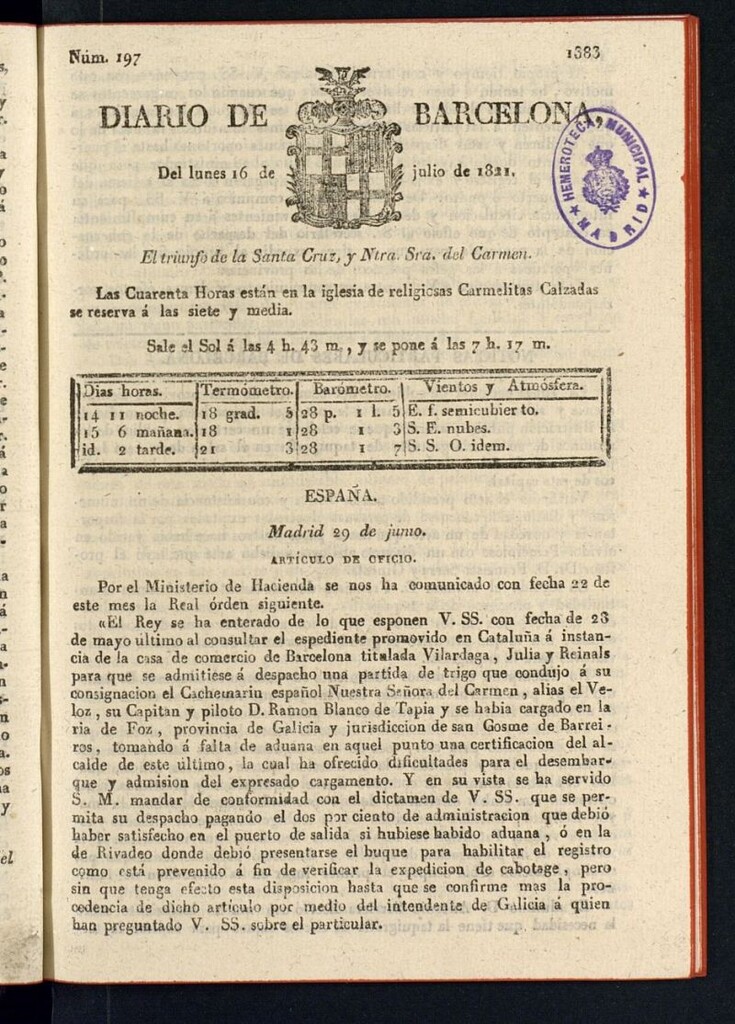 Núm. 197 1383
DIARIO DE BARCELONA,
Del lunes 16 de julio de 1821.
HEMEROTECA MUNICIPAL
★ MADRID ★
El triunfo de la Santa Cruz, y Ntra. Sra. del Carmen.
Las Cuarenta Horas están en la iglesia de religiosas Carmelitas Calzadas
se reserva á las siete y media.
Sale el Sol á las 4 h. 43 m., y se pone á las 7 h. 17 m.
Dias horas. Termómetro. Barómetro. Vientos y Atmósfera.
14 11 noche. 18 grad. 5 28 p. 1 l. 5 E. f. semicubierto.
15 6 mañana. 18 1 28 1 3 S. E. nubes.
id. 2 tarde. 21 3 28 1 7 S. S. O. idem.
ESPAÑA.
Madrid 29 de junio.
ARTÍCULO DE OFICIO.
Por el Ministerio de Hacienda se nos ha comunicado con fecha 22 de
este mes la Real órden siguiente.
«El Rey se ha enterado de lo que esponen V. SS. con fecha de 28
de mayo último al consultar el espediente promovido en Cataluña á instan-
cia de la casa de comercio de Barcelona titalada Vilardaga, Julia y Reinals
para que se admitiese á despacho una partida de trigo que condujo á su
consignacion el Cachemarin español Nuestra Señora del Carmen, alias el Ve-
loz, su Capitan y piloto D. Ramon Blanco de Tapia y se habia cargado en la
ria de Foz, provincia de Galicia y jurisdiccion de san Gosme de Barrei-
ros, tomando á falta de aduana en aquel punto una certificacion del al-
calde de este último, la cual ha ofrecido dificultades para el desembar-
que y admision del expresado cargamento. Y en su vista se ha servido
S. M. mandar de conformidad con el dictamen de V. SS. que se per-
mita su despacho pagando el dos por ciento de administracion que debió
haber satisfecho en el puerto de salida si hubiese habido aduana, ó en la
de Rivadeo donde debió presentarse el buque para habilitar el registro
como está prevenido á fin de verificar la expedicion de cabotage, pero
sin que tenga efecto esta disposicion hasta que se confirme mas la pro-
cedencia de dicho artículo por medio del intendente de Galicia á quien
han preguntado V. SS. sobre el particular.